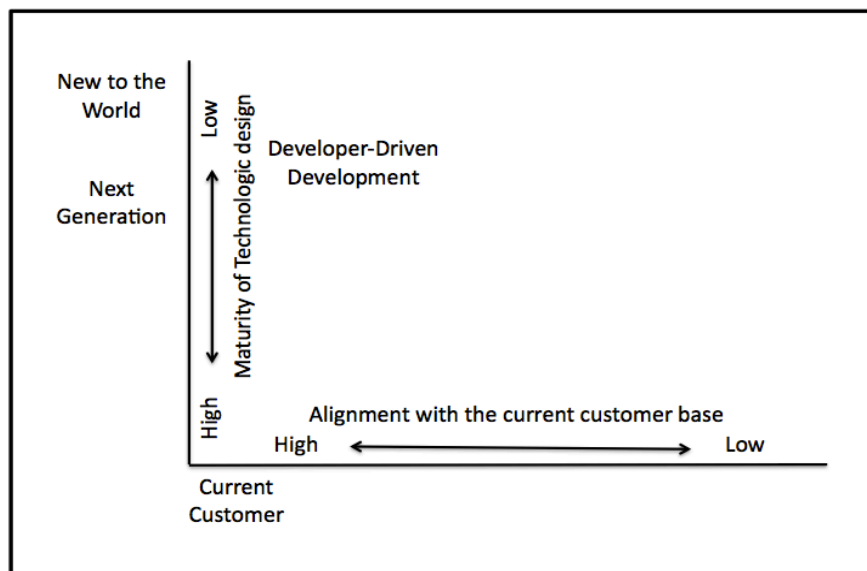 New to the
World
Low
Maturity of Technologic design
Developer-Driven
Development
Next
Generation
High
Alignment with the current customer base
High
Low
Current
Customer